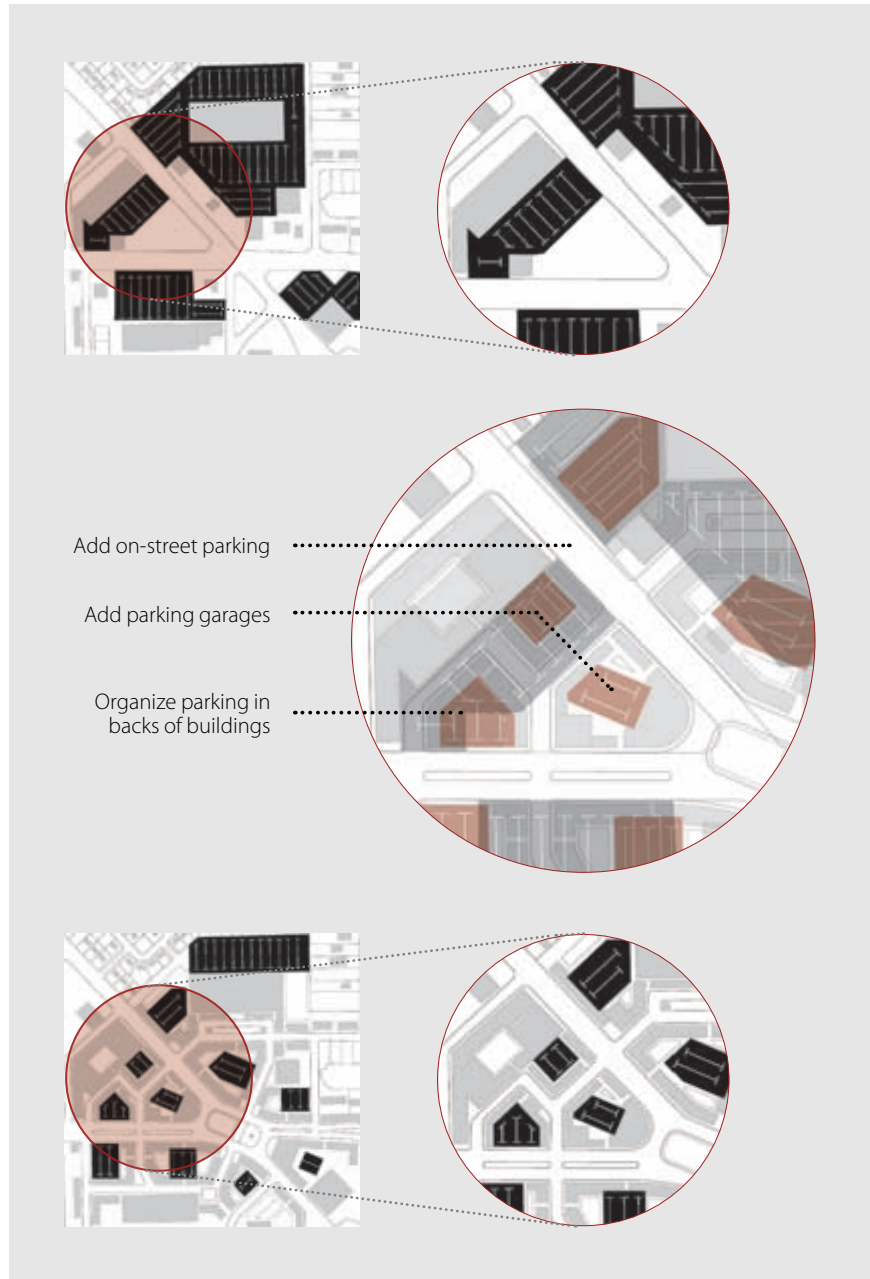 Add on-street parking
Add parking garages
Organize parking in
backs of buildings